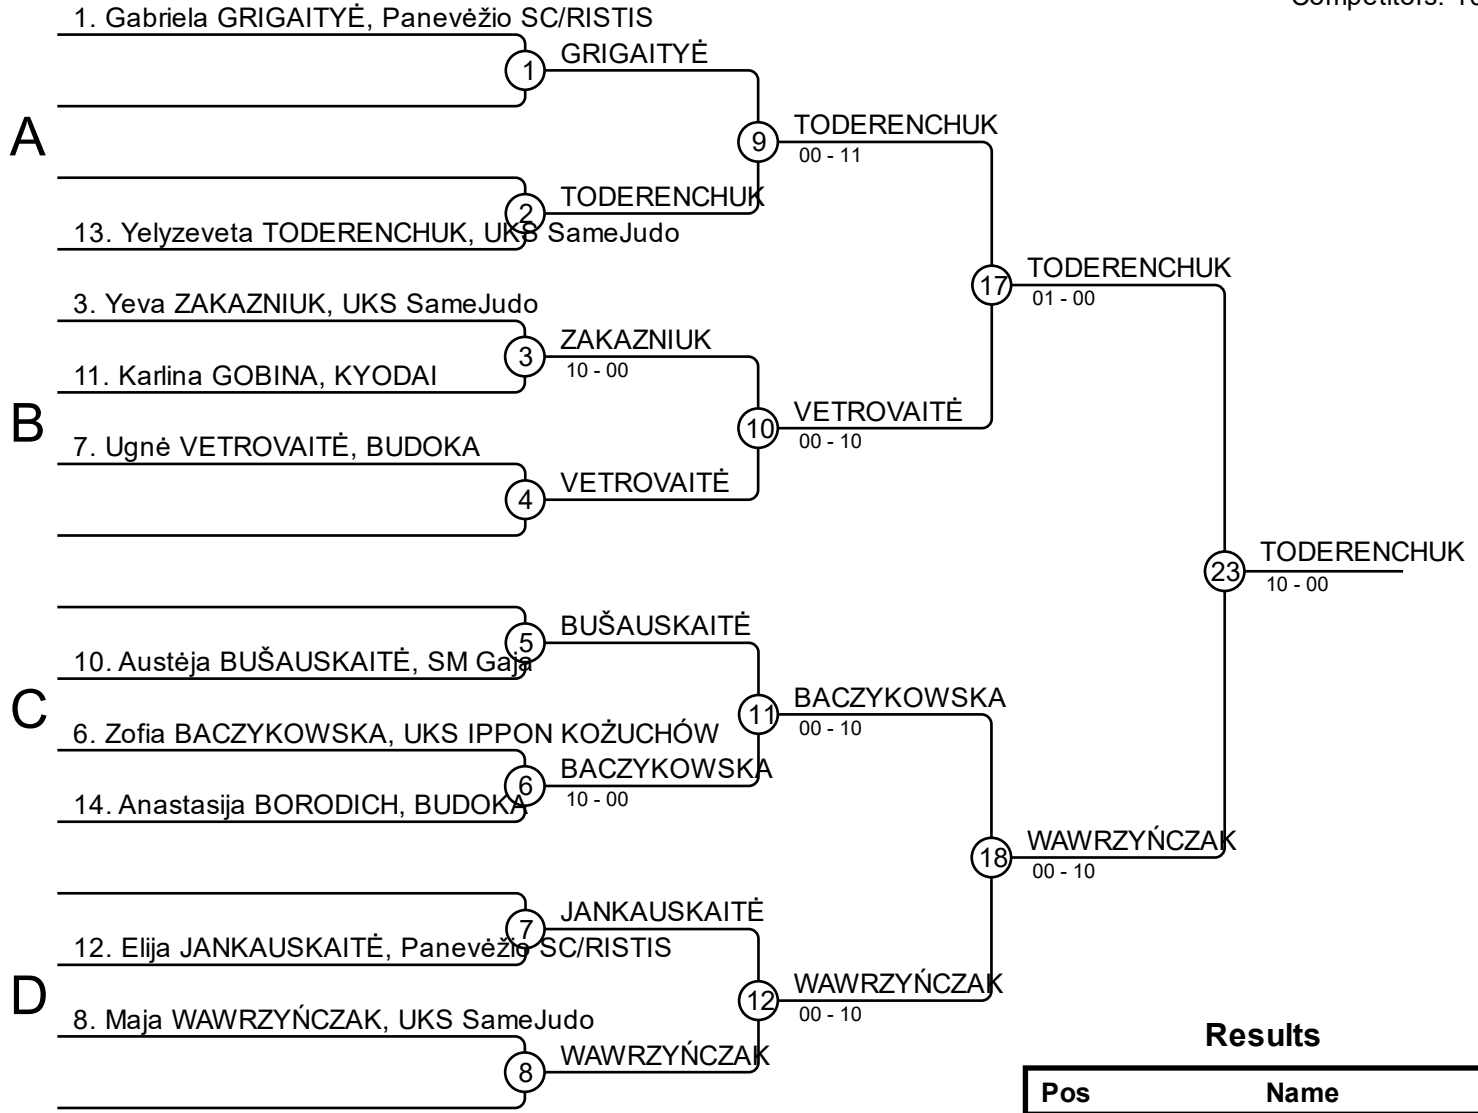 Competitors: 10
1. Gabriela GRIGAITYĖ, Panevėžio SC/RISTIS
1
GRIGAITYĖ
A
9
TODERENCHUK
00 - 11
2
TODERENCHUK
13. Yelyzeveta TODERENCHUK, UKS SameJudo
17
TODERENCHUK
01 - 00
3. Yeva ZAKAZNIUK, UKS SameJudo
3
ZAKAZNIUK
10 - 00
11. Karlina GOBINA, KYODAI
B
10
VETROVAITĖ
00 - 10
7. Ugnė VETROVAITĖ, BUDOKA
4
VETROVAITĖ
23
TODERENCHUK
10 - 00
5
BUŠAUSKAITĖ
10. Austėja BUŠAUSKAITĖ, SM Gaja
C
11
BACZYKOWSKA
00 - 10
6. Zofia BACZYKOWSKA, UKS IPPON KOŻUCHÓW
6
BACZYKOWSKA
10 - 00
14. Anastasija BORODICH, BUDOKA
18
WAWRZYŃCZAK
00 - 10
7
JANKAUSKAITĖ
12. Elija JANKAUSKAITĖ, Panevėžio SC/RISTIS
D
12
WAWRZYŃCZAK
00 - 10
8. Maja WAWRZYŃCZAK, UKS SameJudo
8
WAWRZYŃCZAK
Results
Pos Name